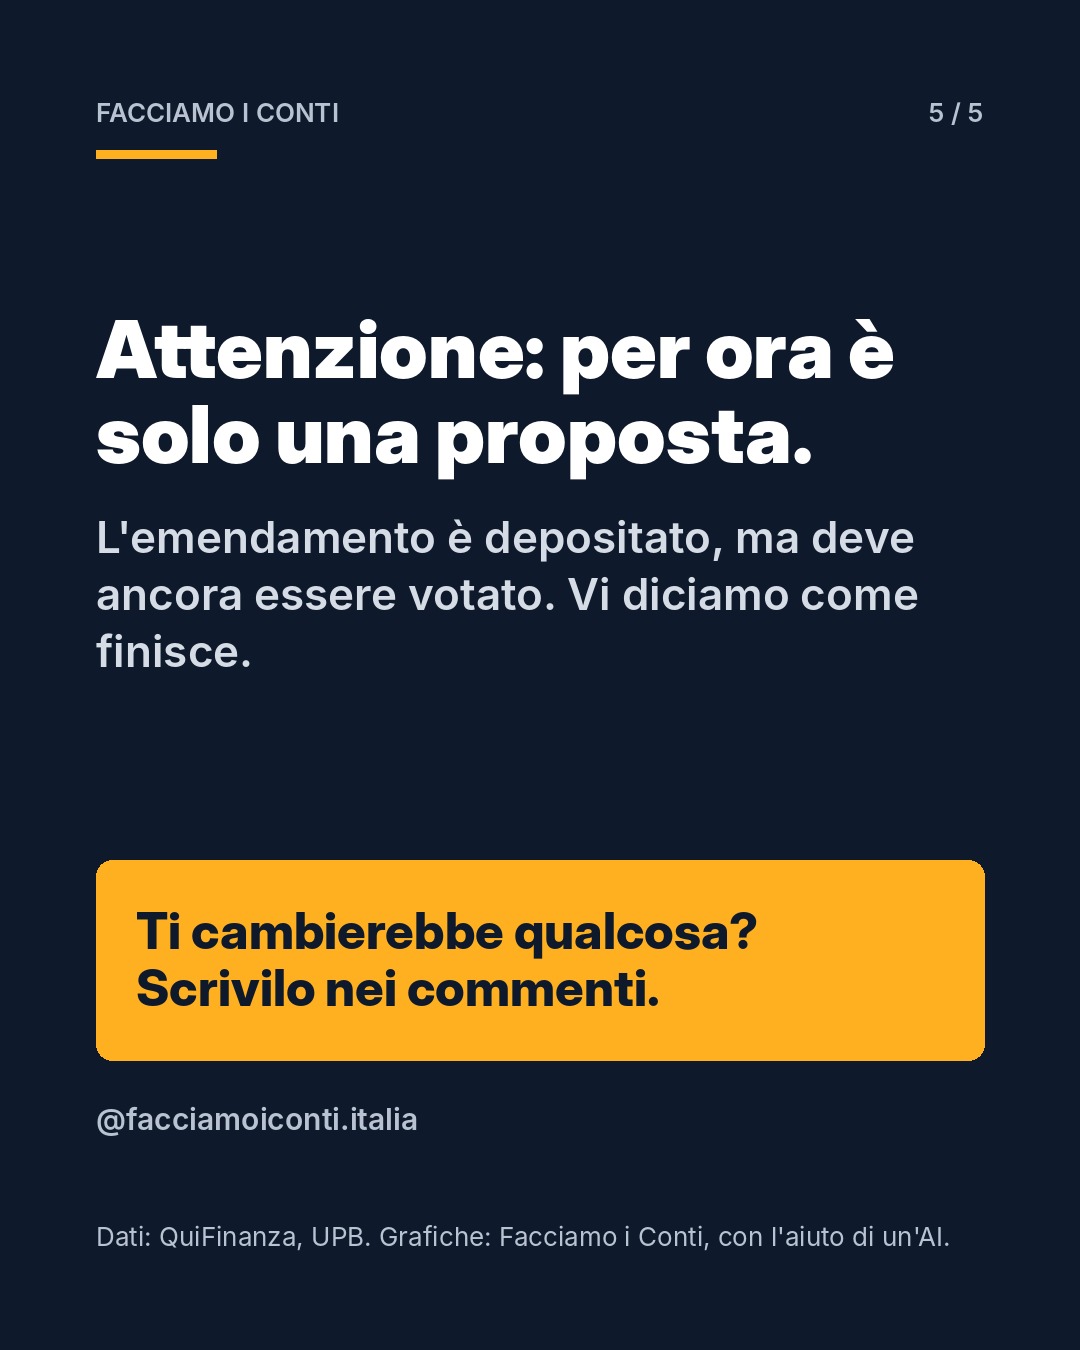 FACCIAMO I CONTI
5 / 5
Attenzione: per ora è
solo una proposta.
L'emendamento è depositato, ma deve
ancora essere votato. Vi diciamo come
finisce.
Ti cambierebbe qualcosa?
Scrivilo nei commenti.
@facciamoiconti.italia
Dati: QuiFinanza, UPB. Grafiche: Facciamo i Conti, con l'aiuto di un'AI.